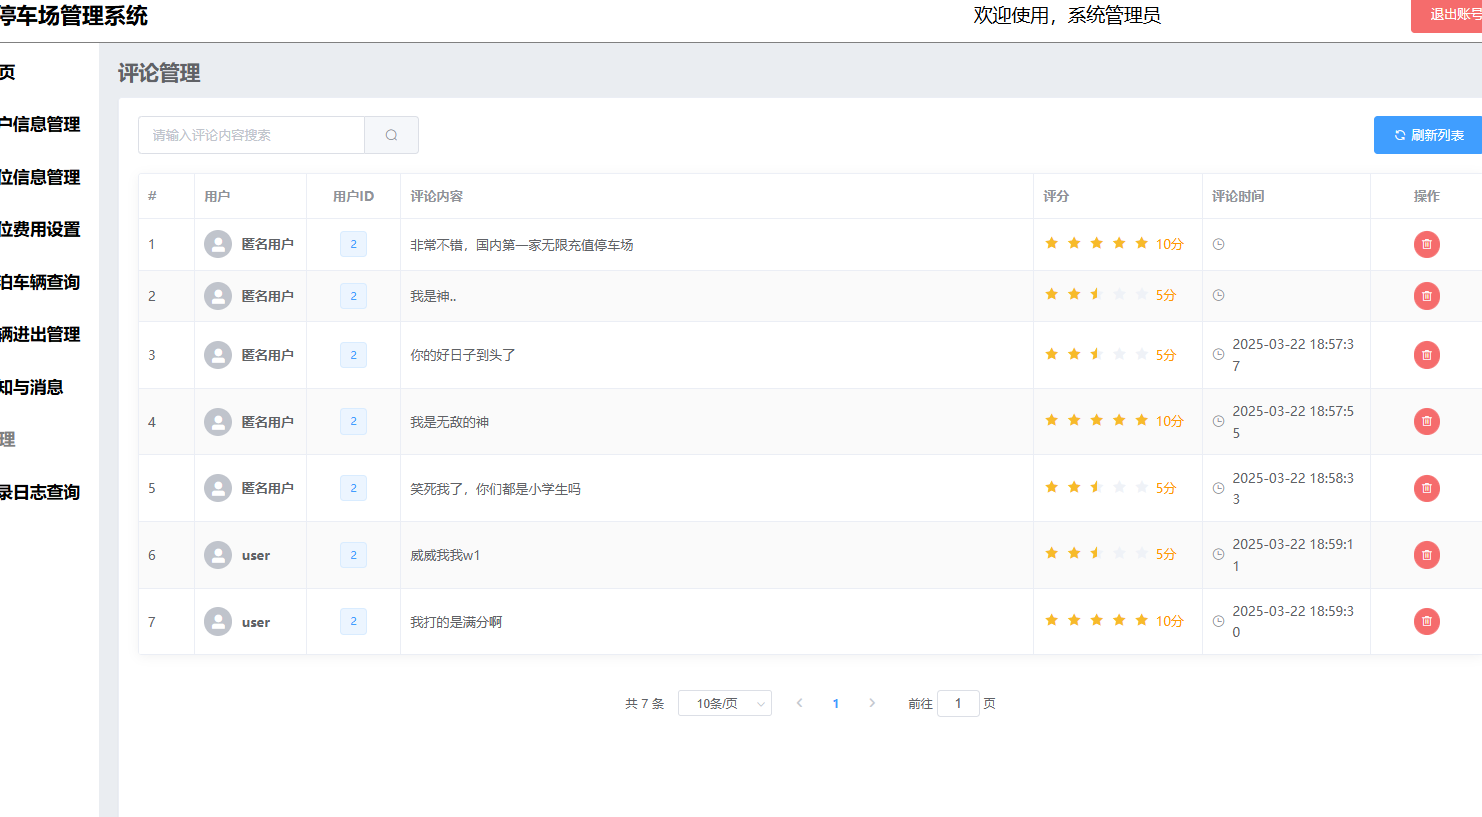 停车场管理系统
欢迎使用，系统管理员
退出账号
页
户信息管理
位信息管理
位费用设置
泊车辆查询
辆进出管理
知与消息
理
录日志查询
评论管理
请输入评论内容搜索
刷新列表
# 用户 用户ID 评论内容 评分 评论时间 操作
1 匿名用户 2 非常不错，国内第一家无限充值停车场 10分
2 匿名用户 2 我是神.. 5分
3 匿名用户 2 你的好日子到头了 5分 2025-03-22 18:57:3
7
4 匿名用户 2 我是无敌的神 10分 2025-03-22 18:57:5
5
5 匿名用户 2 笑死我了，你们都是小学生吗 5分 2025-03-22 18:58:3
3
6 user 2 威威我我w1 5分 2025-03-22 18:59:1
1
7 user 2 我打的是满分啊 10分 2025-03-22 18:59:3
0
共 7 条 10条/页 1 前往 1 页